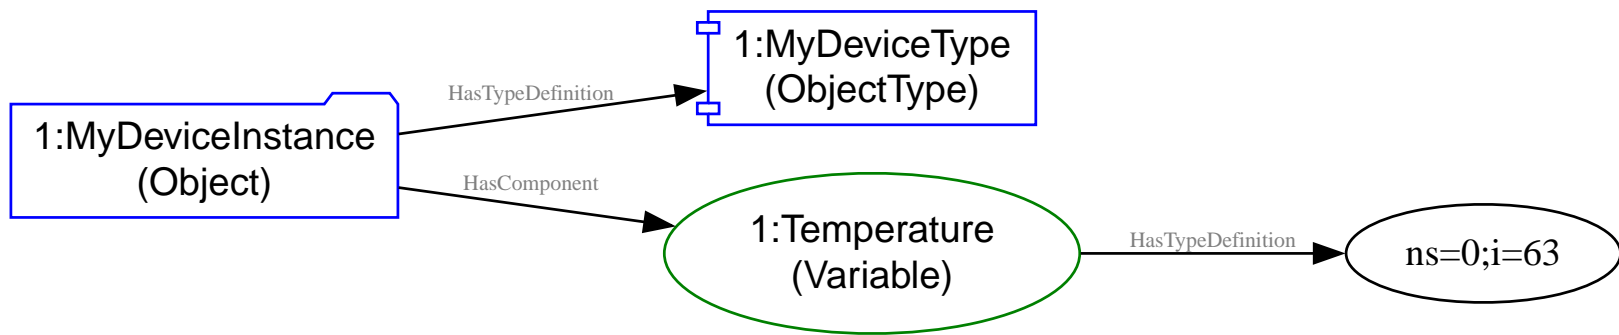 1:MyDeviceInstance
(Object)
HasTypeDefinition
1:MyDeviceType
(ObjectType)
HasComponent
1:Temperature
(Variable)
HasTypeDefinition
ns=0;i=63